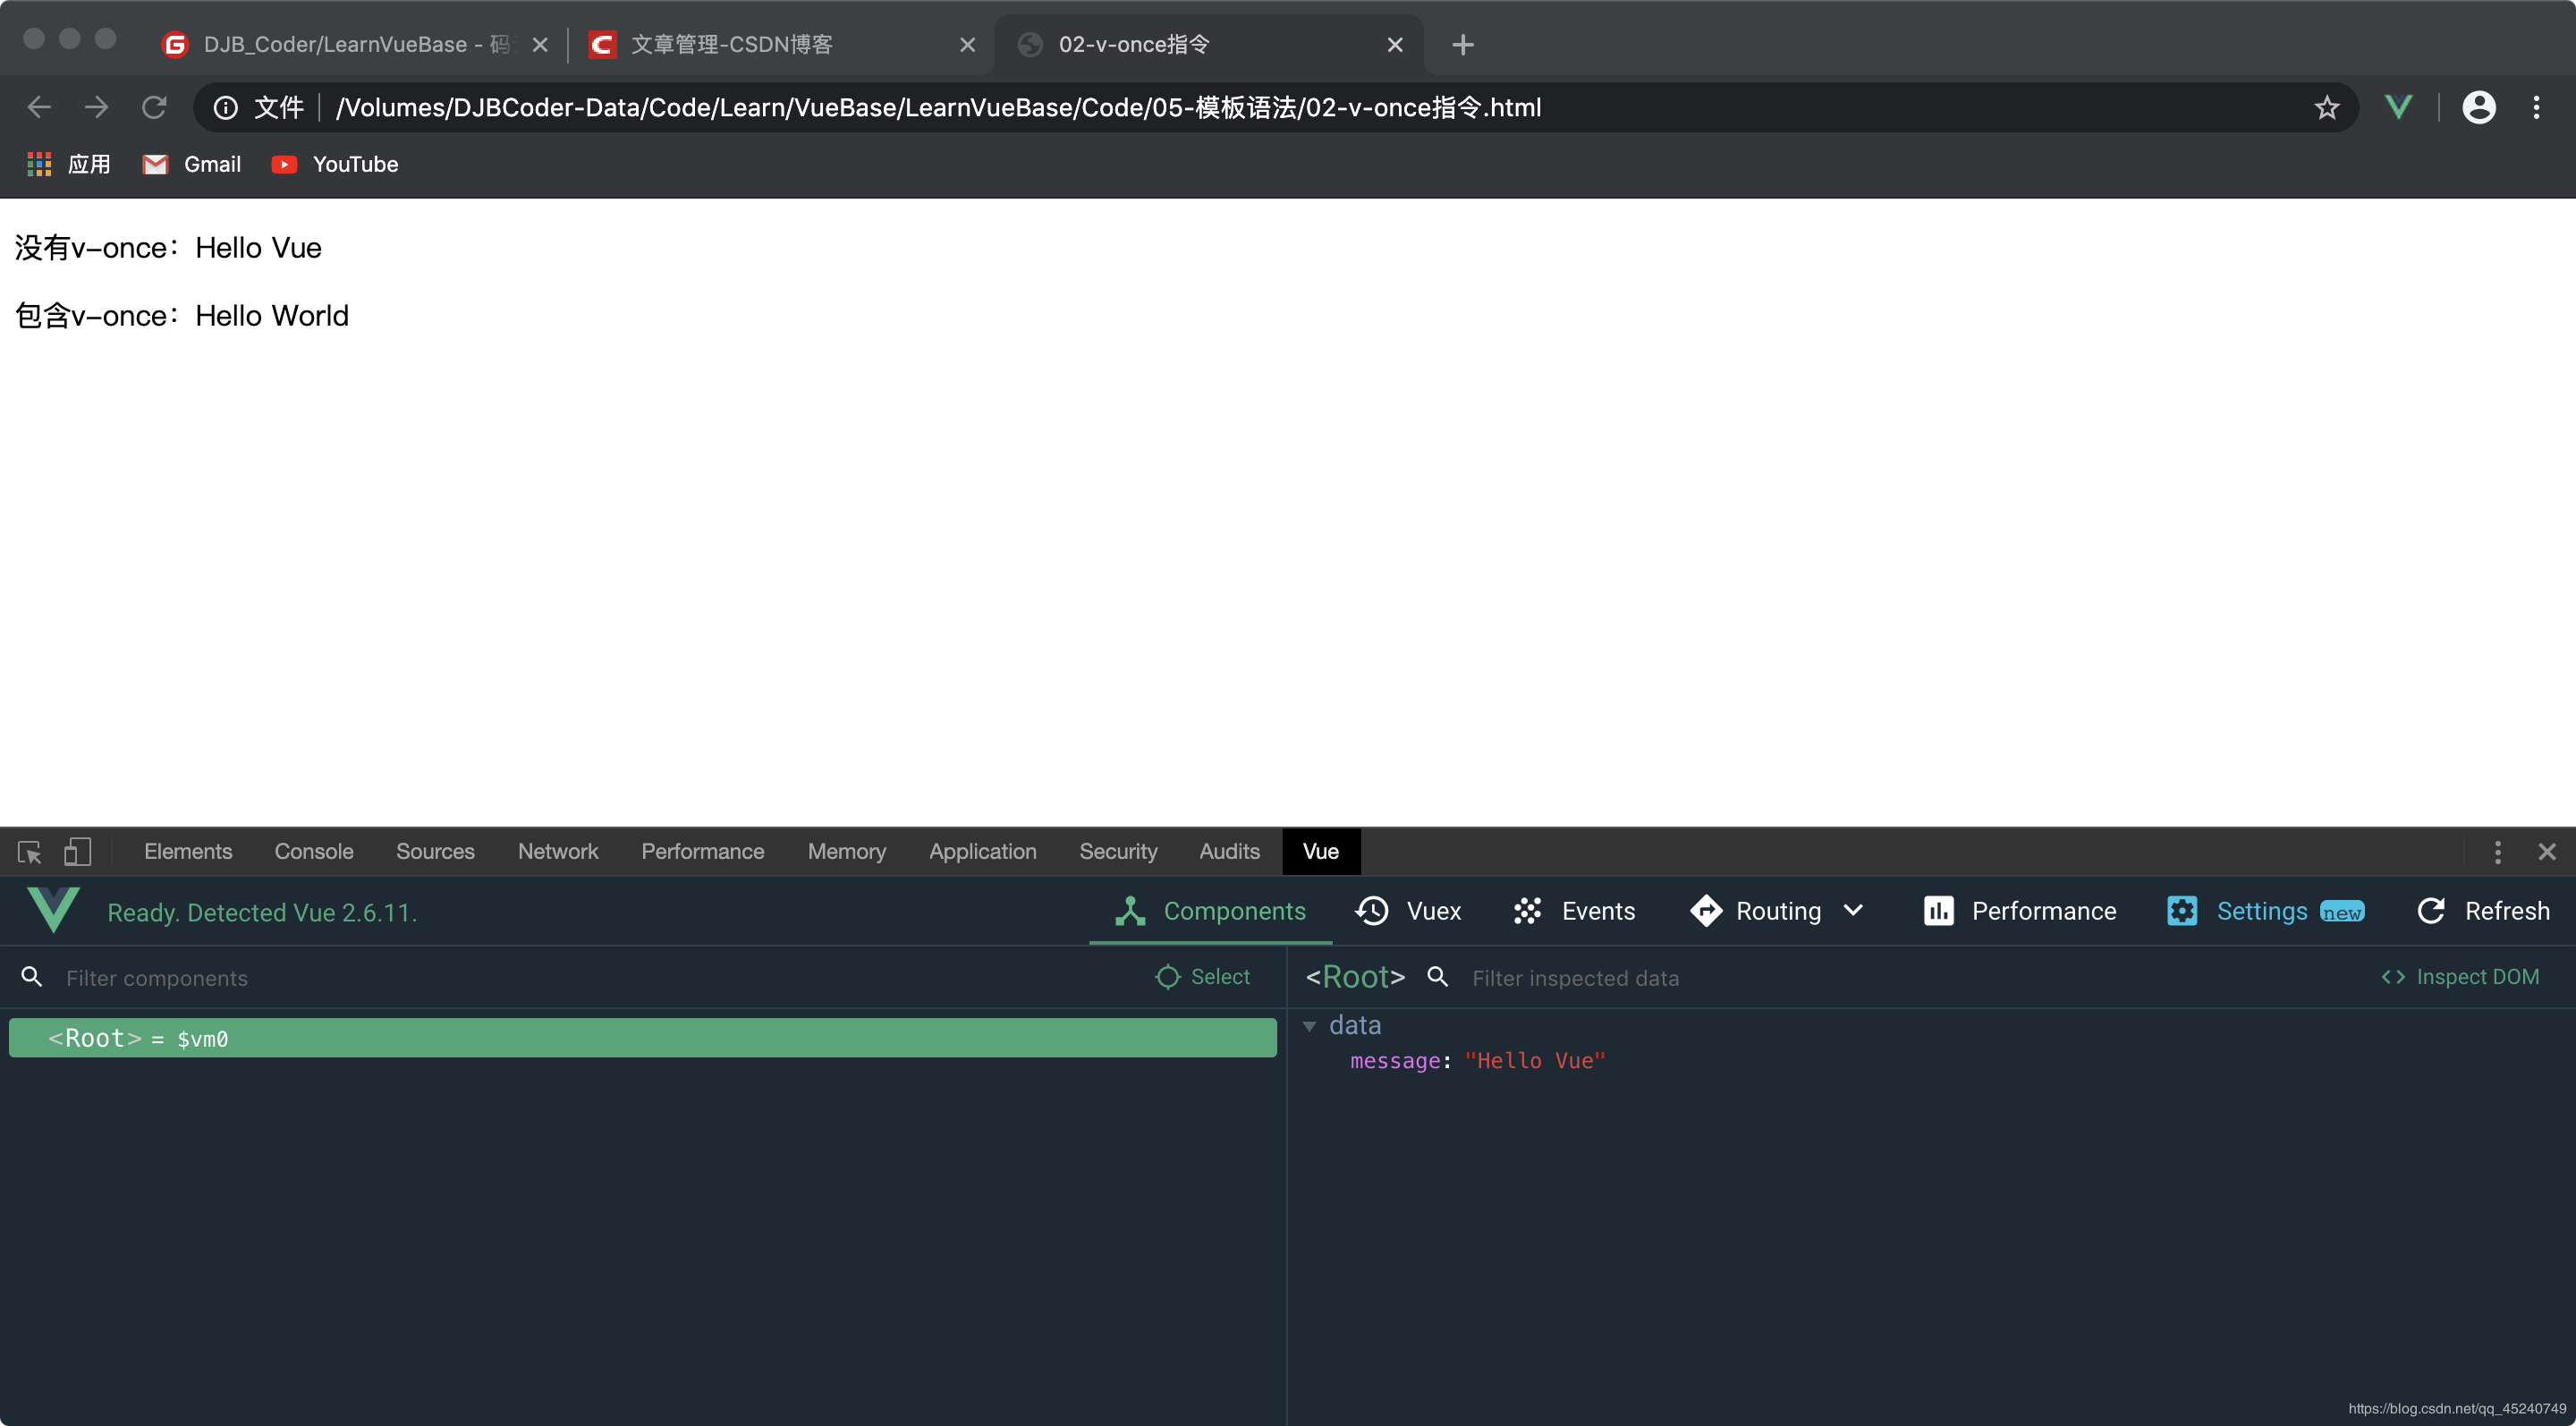 DJB_Coder/LearnVueBase - 码 文章管理-CSDN博客 02-v-once指令
文件 /Volumes/DJBCoder-Data/Code/Learn/VueBase/LearnVueBase/Code/05-模板语法/02-v-once指令.html
应用 Gmail YouTube
没有v-once：Hello Vue
包含v-once：Hello World
Elements Console Sources Network Performance Memory Application Security Audits Vue
Ready. Detected Vue 2.6.11. Components Vuex Events Routing Performance Settings new Refresh
Filter components Select <Root> Filter inspected data <> Inspect DOM
<Root> = $vm0
data
message: "Hello Vue"
https://blog.csdn.net/qq_45240749